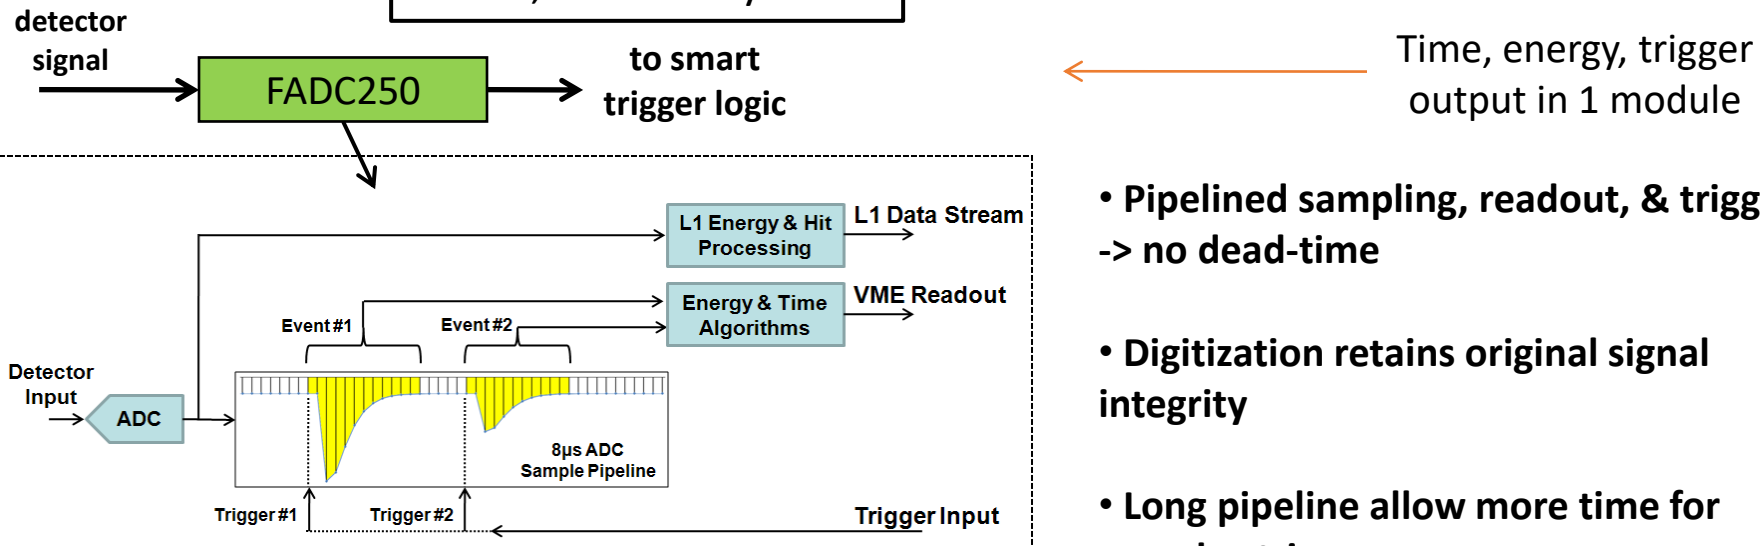 detector
signal
FADC250
to smart
trigger logic
Time, energy, trigger
output in 1 module
L1 Energy & Hit
Processing
L1 Data Stream
Energy & Time
Algorithms
VME Readout
Event #1
Event #2
Detector
Input
ADC
8µs ADC
Sample Pipeline
Trigger #1
Trigger #2
Trigger Input
• Pipelined sampling, readout, & trigg
-> no dead-time
• Digitization retains original signal
integrity
• Long pipeline allow more time for